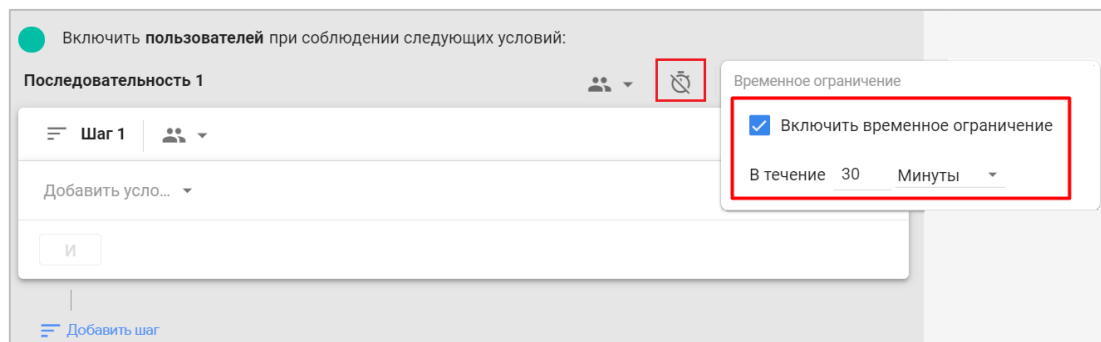 Включить пользователей при соблюдении следующих условий:
Последовательность 1
Временное ограничение
Включить временное ограничение
Шаг 1
В течение 30 Минуты
Добавить усло...
И
Добавить шаг